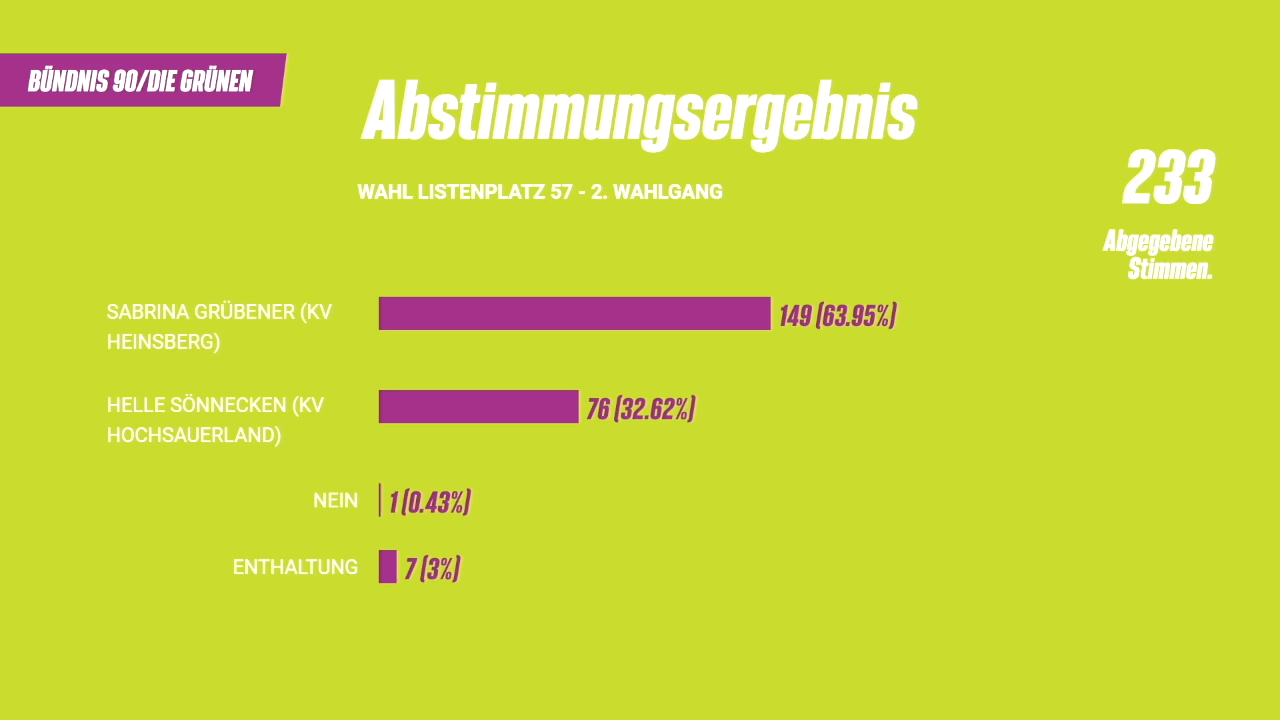 BÜNDNIS 90/DIE GRÜNEN
Abstimmungsergebnis
WAHL LISTENPLATZ 57 - 2. WAHLGANG
233
Abgegebene
Stimmen.
SABRINA GRÜBENER (KV
HEINSBERG)
149 (63.95%)
HELLE SÖNNECKEN (KV
HOCHSAUERLAND)
76 (32.62%)
NEIN
1 (0.43%)
ENTHALTUNG
7 (3%)